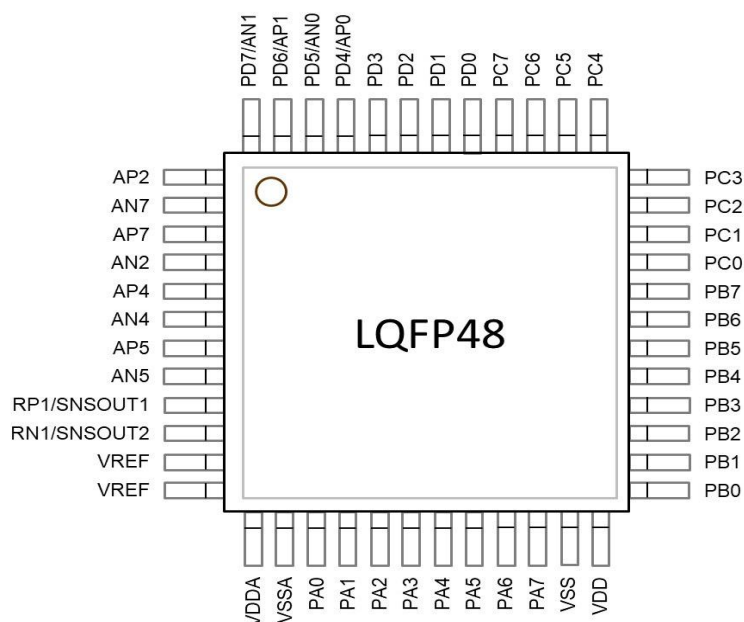 PD7/AN1
PD6/AP1
PD5/AN0
PD4/AP0
PD3
PD2
PD1
PD0
PC7
PC6
PC5
PC4
AP2
AN7
AP7
AN2
AP4
AN4
AP5
AN5
RP1/SNSOUT1
RN1/SNSOUT2
VREF
VREF
LQFP48
PC3
PC2
PC1
PC0
PB7
PB6
PB5
PB4
PB3
PB2
PB1
PB0
VDDA
VSSA
PA0
PA1
PA2
PA3
PA4
PA5
PA6
PA7
VSS
VDD